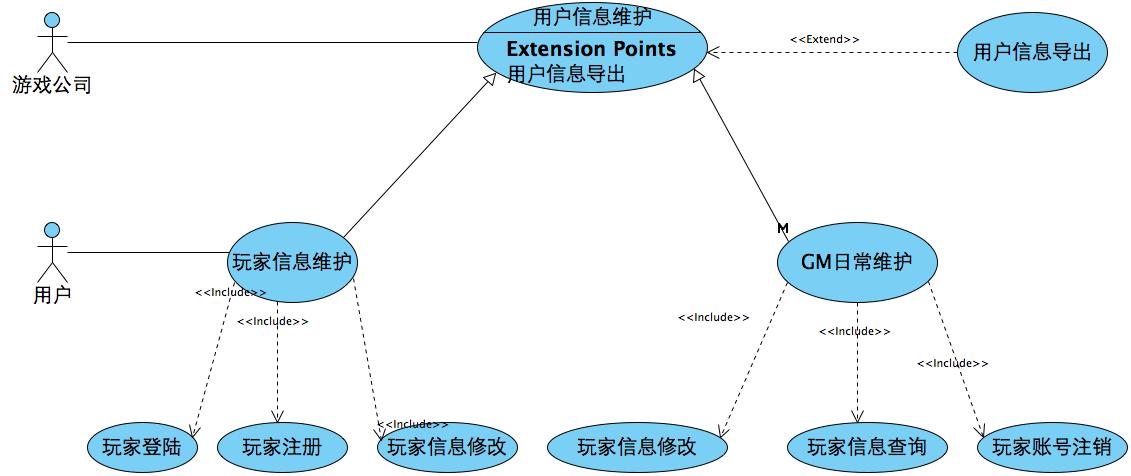 用户信息维护
Extension Points
用户信息导出
<<Extend>>
用户信息导出
游戏公司
M
用户
玩家信息维护
GM日常维护
<<Include>>
<<Include>>
<<Include>>
<<Include>>
<<Include>>
<<Include>>
玩家登陆
玩家注册
玩家信息修改
玩家信息修改
玩家信息查询
玩家账号注销